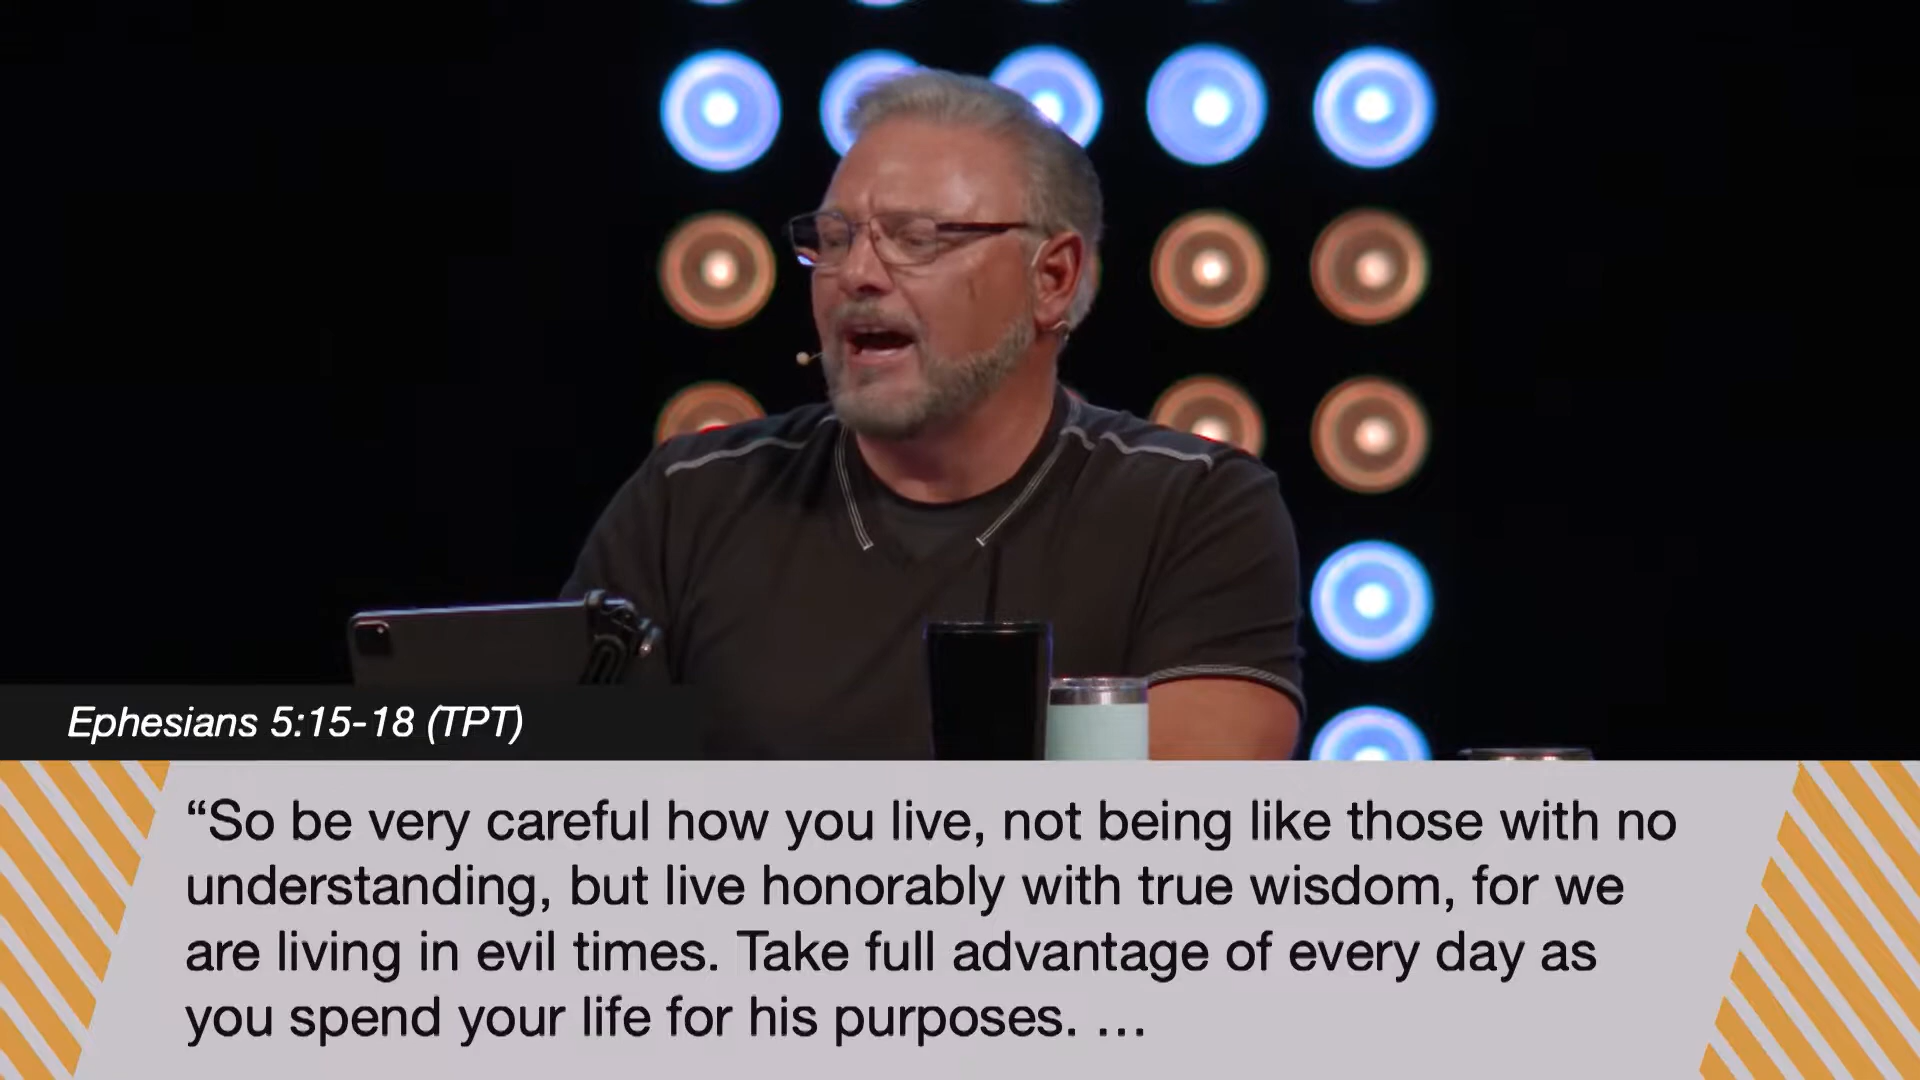 Ephesians 5:15-18 (TPT)
“So be very careful how you live, not being like those with no
understanding, but live honorably with true wisdom, for we
are living in evil times. Take full advantage of every day as
you spend your life for his purposes. …